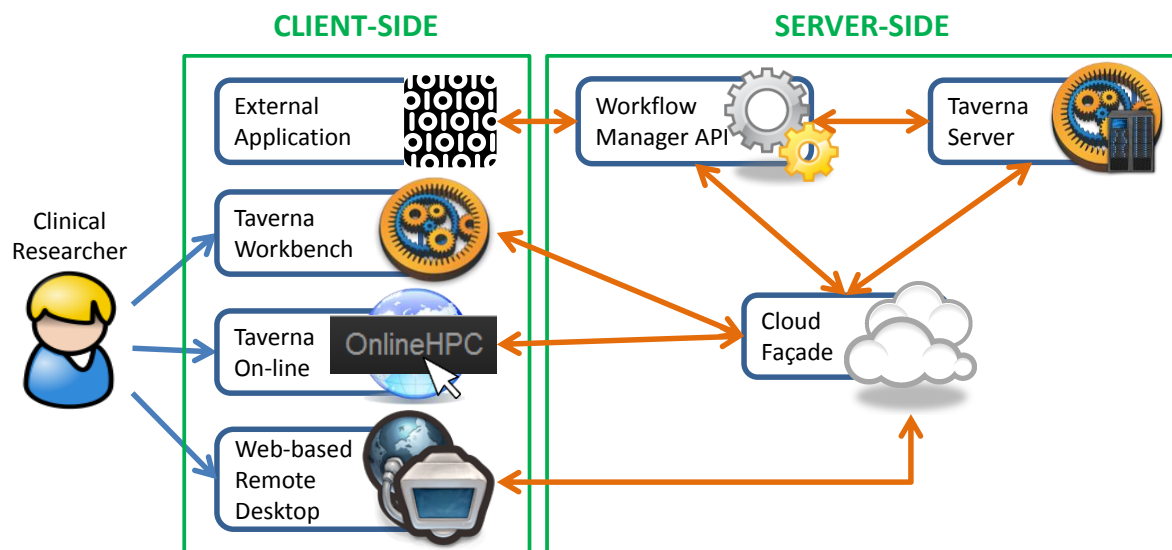 CLIENT-SIDE
SERVER-SIDE
External
Application
Workflow
Manager API
Taverna
Server
Clinical
Researcher
Taverna
Workbench
Taverna
On-line
OnlineHPC
Cloud
Façade
Web-based
Remote
Desktop